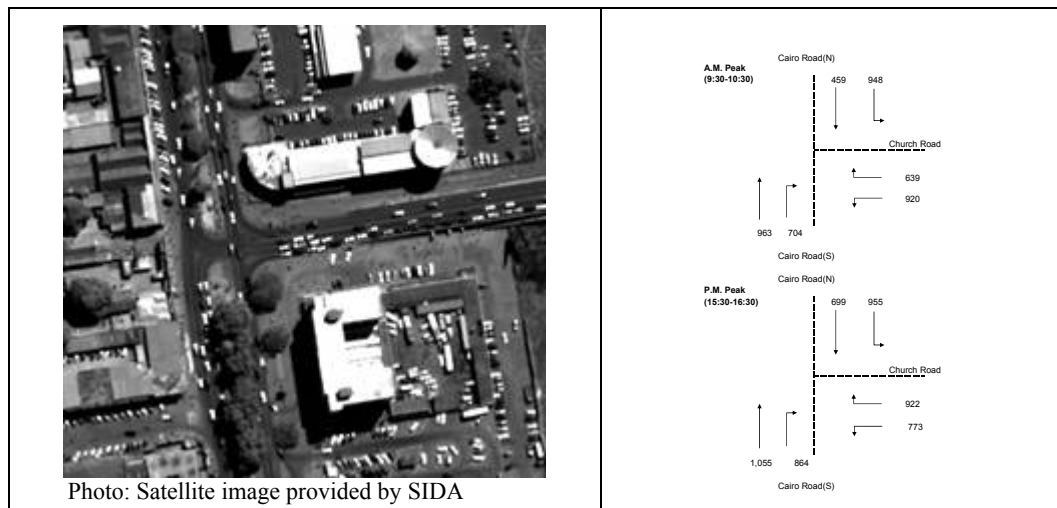 Photo: Satellite image provided by SIDA
Cairo Road(N)
A.M. Peak
(9:30-10:30)
459 948
Church Road
639
920
963 704
Cairo Road(S)
Cairo Road(N)
P.M. Peak
(15:30-16:30)
699 955
Church Road
922
773
1,055 864
Cairo Road(S)